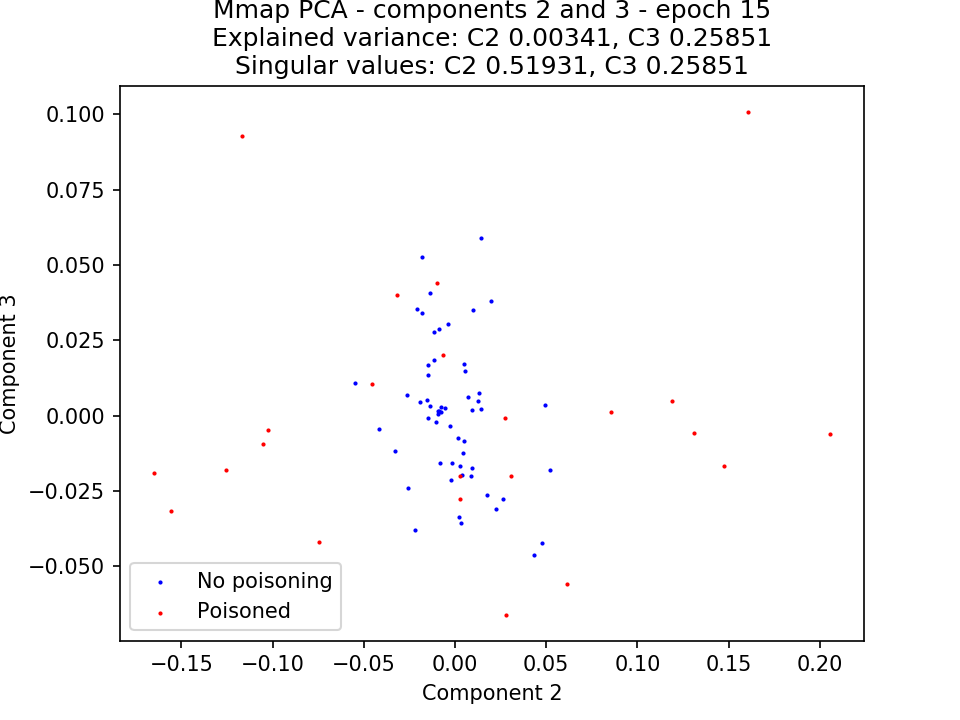 Mmap PCA - components 2 and 3 - epoch 15
Explained variance: C2 0.00341, C3 0.25851
Singular values: C2 0.51931, C3 0.25851
0.100
0.075
0.050
0.025
0.000
−0.025
−0.050
Component 3
No poisoning
Poisoned
−0.15 −0.10 −0.05 0.00 0.05 0.10 0.15 0.20
Component 2